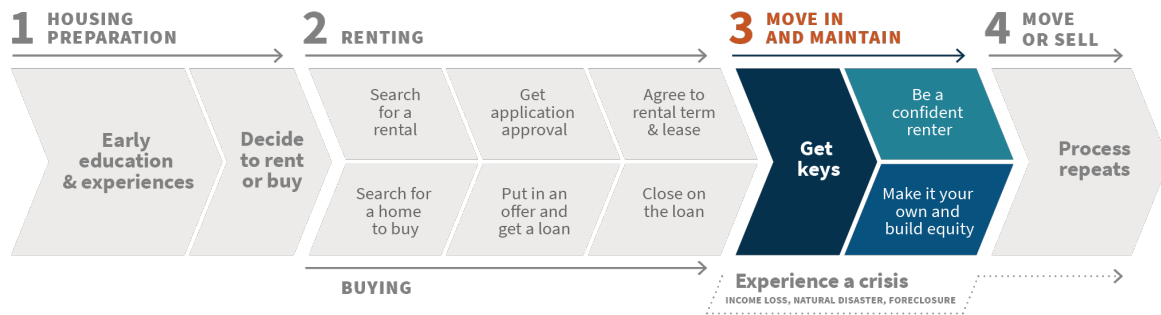 1 HOUSING
PREPARATION
2 RENTING
3 MOVE IN
AND MAINTAIN
4 MOVE
OR SELL
Early
education
& experiences
Decide
to rent
or buy
Search
for a
rental
Get
application
approval
Agree to
rental term
& lease
Search for
a home
to buy
Put in an
offer and
get a loan
Close on
the loan
Get
keys
Be a
confident
renter
Make it your
own and
build equity
Process
repeats
BUYING
Experience a crisis
INCOME LOSS, NATURAL DISASTER, FORECLOSURE